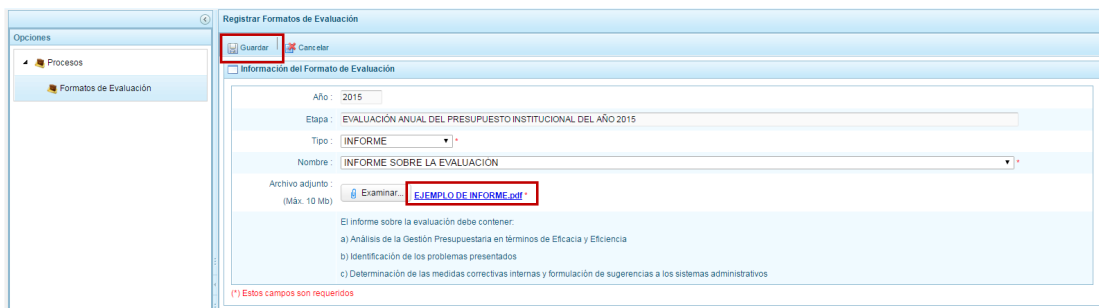 Registrar Formatos de Evaluación
Opciones
Guardar Cancelar
Procesos
Información del Formato de Evaluación
Formatos de Evaluación
Año : 2015
Etapa : EVALUACIÓN ANUAL DEL PRESUPUESTO INSTITUCIONAL DEL AÑO 2015
Tipo : INFORME *
Nombre : INFORME SOBRE LA EVALUACIÓN *
Archivo adjunto :
(Máx. 10 Mb)
Examinar... EJEMPLO DE INFORME.pdf *
El informe sobre la evaluación debe contener:
a) Análisis de la Gestión Presupuestaria en términos de Eficacia y Eficiencia
b) Identificación de los problemas presentados
c) Determinación de las medidas correctivas internas y formulación de sugerencias a los sistemas administrativos
(*) Estos campos son requeridos